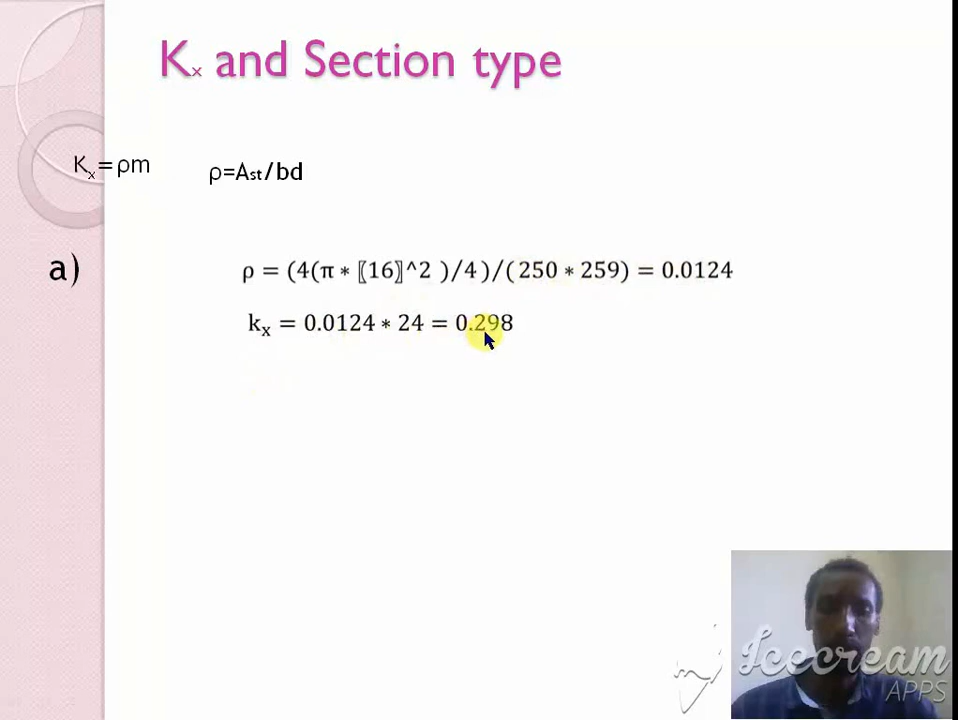 Kx and Section type
Kx=ρm
ρ=Ast/bd
a)
ρ = (4(π ∗ 〖16〗^2 )/4 )/( 250 ∗ 259) = 0.0124
kx = 0.0124 ∗ 24 = 0.298
Icecream
APPS